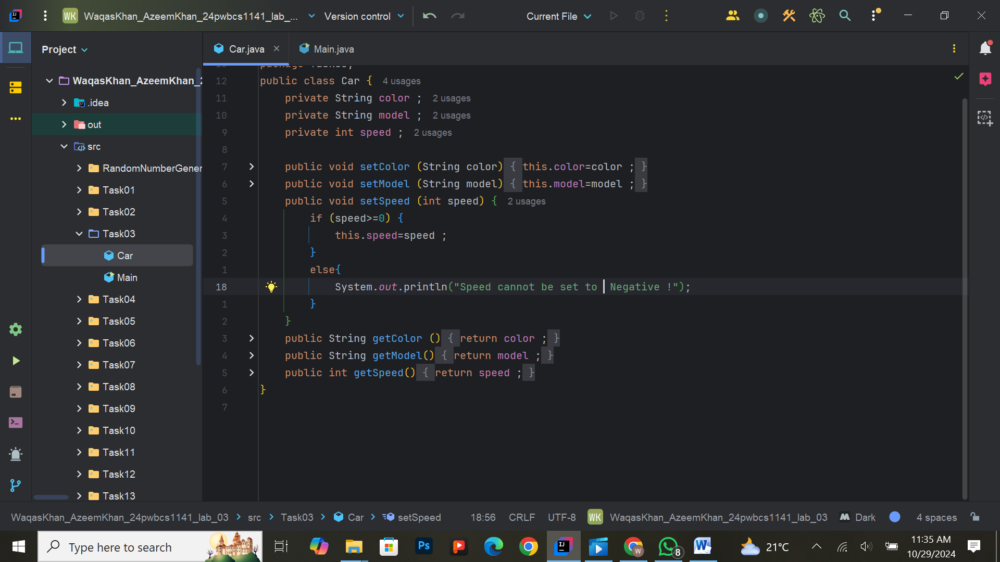 WK WaqasKhan_AzeemKhan_24pwbcs1141_lab_... Version control Current File
Project
Car.java Main.java
WaqasKhan_AzeemKhan_2
.idea
out
src
RandomNumberGener
Task01
Task02
Task03
Car
Main
Task04
Task05
Task06
Task07
Task08
Task09
Task10
Task11
Task12
Task13
12 public class Car { 4 usages
11 private String color ; 2 usages
10 private String model ; 2 usages
9 private int speed ; 2 usages
8
7 public void setColor (String color) { this.color=color ; }
6 public void setModel (String model) { this.model=model ; }
5 public void setSpeed (int speed) { 2 usages
4 if (speed>=0) {
3 this.speed=speed ;
2 }
1 else{
18 System.out.println("Speed cannot be set to  Negative !");
1 }
2 }
3 public String getColor () { return color ; }
4 public String getModel() { return model ; }
5 public int getSpeed() { return speed ; }
6 }
7
WaqasKhan_AzeemKhan_24pwbcs1141_lab_03 > src > Task03 > Car > setSpeed 18:56 CRLF UTF-8 WK WaqasKhan_AzeemKhan_24pwbcs1141_lab_03 Dark 4 spaces
Type here to search Ps IJ W 8 W 21°C 11:35 AM
10/29/2024